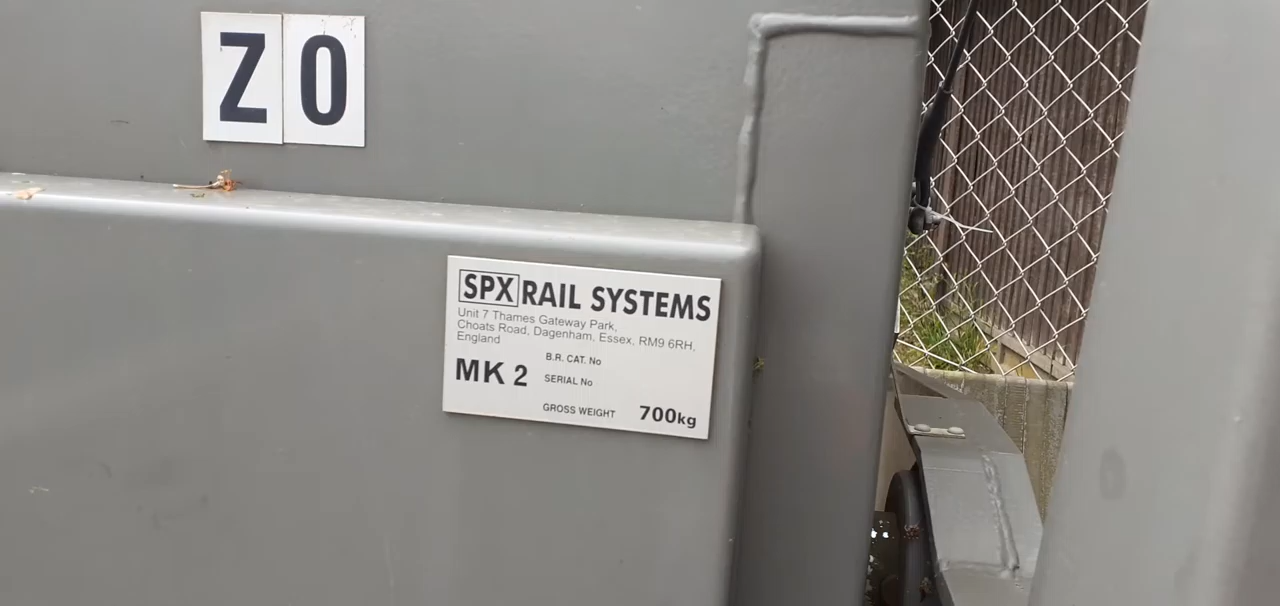 Z0
SPX RAIL SYSTEMS
Unit 7 Thames Gateway Park,
Choats Road, Dagenham, Essex, RM9 6RH,
England
B.R. CAT. No
MK 2
SERIAL No
GROSS WEIGHT 700kg